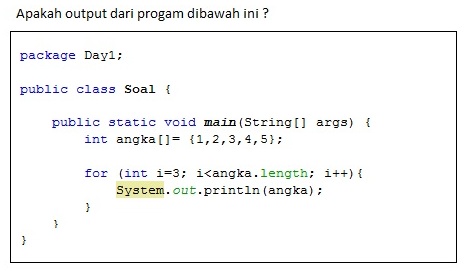 Apakah output dari progam dibawah ini ?
package Day1;
public class Soal {
public static void main(String[] args) {
int angka[]= {1,2,3,4,5};
for (int i=3; i<angka.length; i++){
System.out.println(angka);
}
}
}